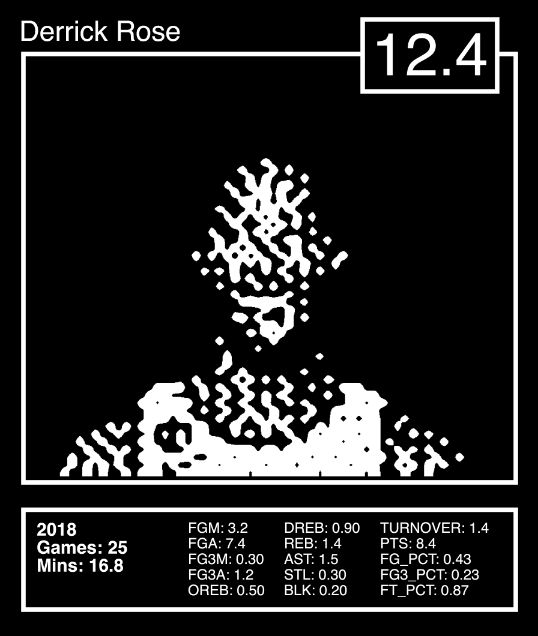 Derrick Rose
12.4
2018
Games: 25
Mins: 16.8
FGM: 3.2
FGA: 7.4
FG3M: 0.30
FG3A: 1.2
OREB: 0.50
DREB: 0.90
REB: 1.4
AST: 1.5
STL: 0.30
BLK: 0.20
TURNOVER: 1.4
PTS: 8.4
FG_PCT: 0.43
FG3_PCT: 0.23
FT_PCT: 0.87